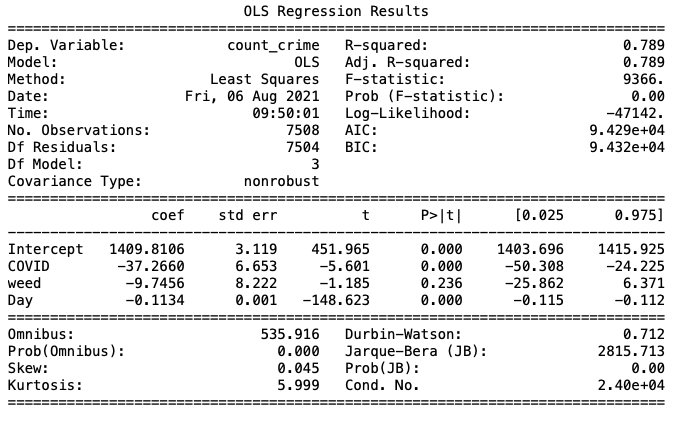 OLS Regression Results
==============================================================================
Dep. Variable: count_crime R-squared: 0.789
Model: OLS Adj. R-squared: 0.789
Method: Least Squares F-statistic: 9366.
Date: Fri, 06 Aug 2021 Prob (F-statistic): 0.00
Time: 09:50:01 Log-Likelihood: -47142.
No. Observations: 7508 AIC: 9.429e+04
Df Residuals: 7504 BIC: 9.432e+04
Df Model: 3
Covariance Type: nonrobust
==============================================================================
coef std err t P>|t| [0.025 0.975]
------------------------------------------------------------------------------
Intercept 1409.8106 3.119 451.965 0.000 1403.696 1415.925
COVID -37.2660 6.653 -5.601 0.000 -50.308 -24.225
weed -9.7456 8.222 -1.185 0.236 -25.862 6.371
Day -0.1134 0.001 -148.623 0.000 -0.115 -0.112
==============================================================================
Omnibus: 535.916 Durbin-Watson: 0.712
Prob(Omnibus): 0.000 Jarque-Bera (JB): 2815.713
Skew: 0.045 Prob(JB): 0.00
Kurtosis: 5.999 Cond. No. 2.40e+04
==============================================================================